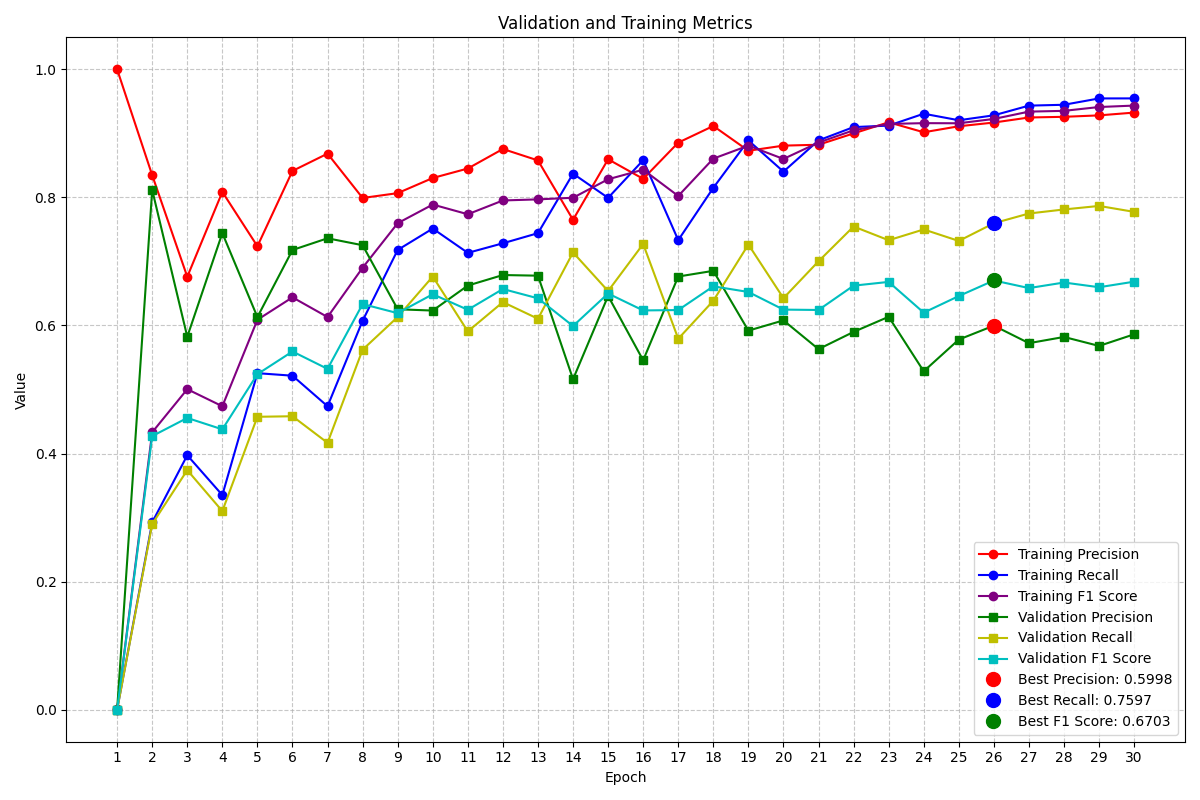 Validation and Training Metrics
1.0
0.8
0.6
0.4
0.2
0.0
Value
Training Precision
Training Recall
Training F1 Score
Validation Precision
Validation Recall
Validation F1 Score
Best Precision: 0.5998
Best Recall: 0.7597
Best F1 Score: 0.6703
1 2 3 4 5 6 7 8 9 10 11 12 13 14 15 16 17 18 19 20 21 22 23 24 25 26 27 28 29 30
Epoch